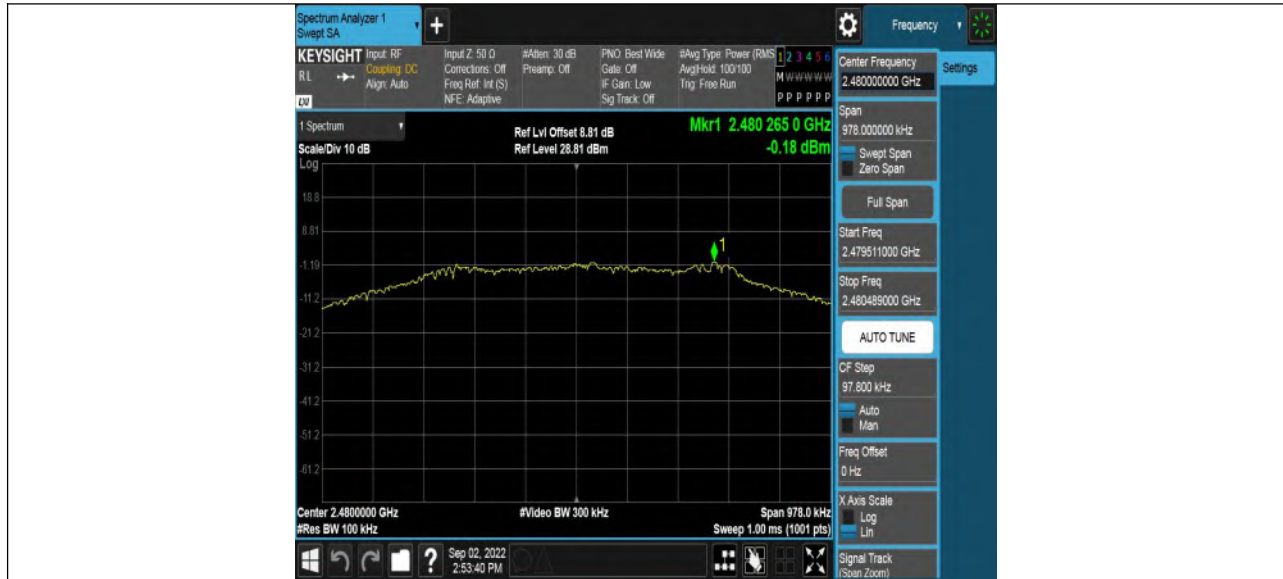 Spectrum Analyzer 1
Swept SA
+
Frequency
KEYSIGHT
RL
LXI
Input: RF
Coupling: DC
Align: Auto
Input Z: 50 Ω
Corrections: Off
Freq Ref: Int (S)
NFE: Adaptive
#Atten: 30 dB
Preamp: Off
PNO: Best Wide
Gate: Off
IF Gain: Low
Sig Track: Off
#Avg Type: Power (RMS
Avg|Hold: 100/100
Trig: Free Run
1 2 3 4 5 6
M W W W W W
P P P P P P
1 Spectrum
Scale/Div 10 dB
Ref Lvl Offset 8.81 dB
Ref Level 28.81 dBm
Mkr1 2.480 265 0 GHz
-0.18 dBm
Log
18.8
8.81
-1.19
-11.2
-21.2
-31.2
-41.2
-51.2
-61.2
1
Center 2.4800000 GHz
#Res BW 100 kHz
#Video BW 300 kHz
Span 978.0 kHz
Sweep 1.00 ms (1001 pts)
?
Sep 02, 2022
2:53:40 PM
Center Frequency
2.480000000 GHz
Settings
Span
978.000000 kHz
Swept Span
Zero Span
Full Span
Start Freq
2.479511000 GHz
Stop Freq
2.480489000 GHz
AUTO TUNE
CF Step
97.800 kHz
Auto
Man
Freq Offset
0 Hz
X Axis Scale
Log
Lin
Signal Track
(Span Zoom)